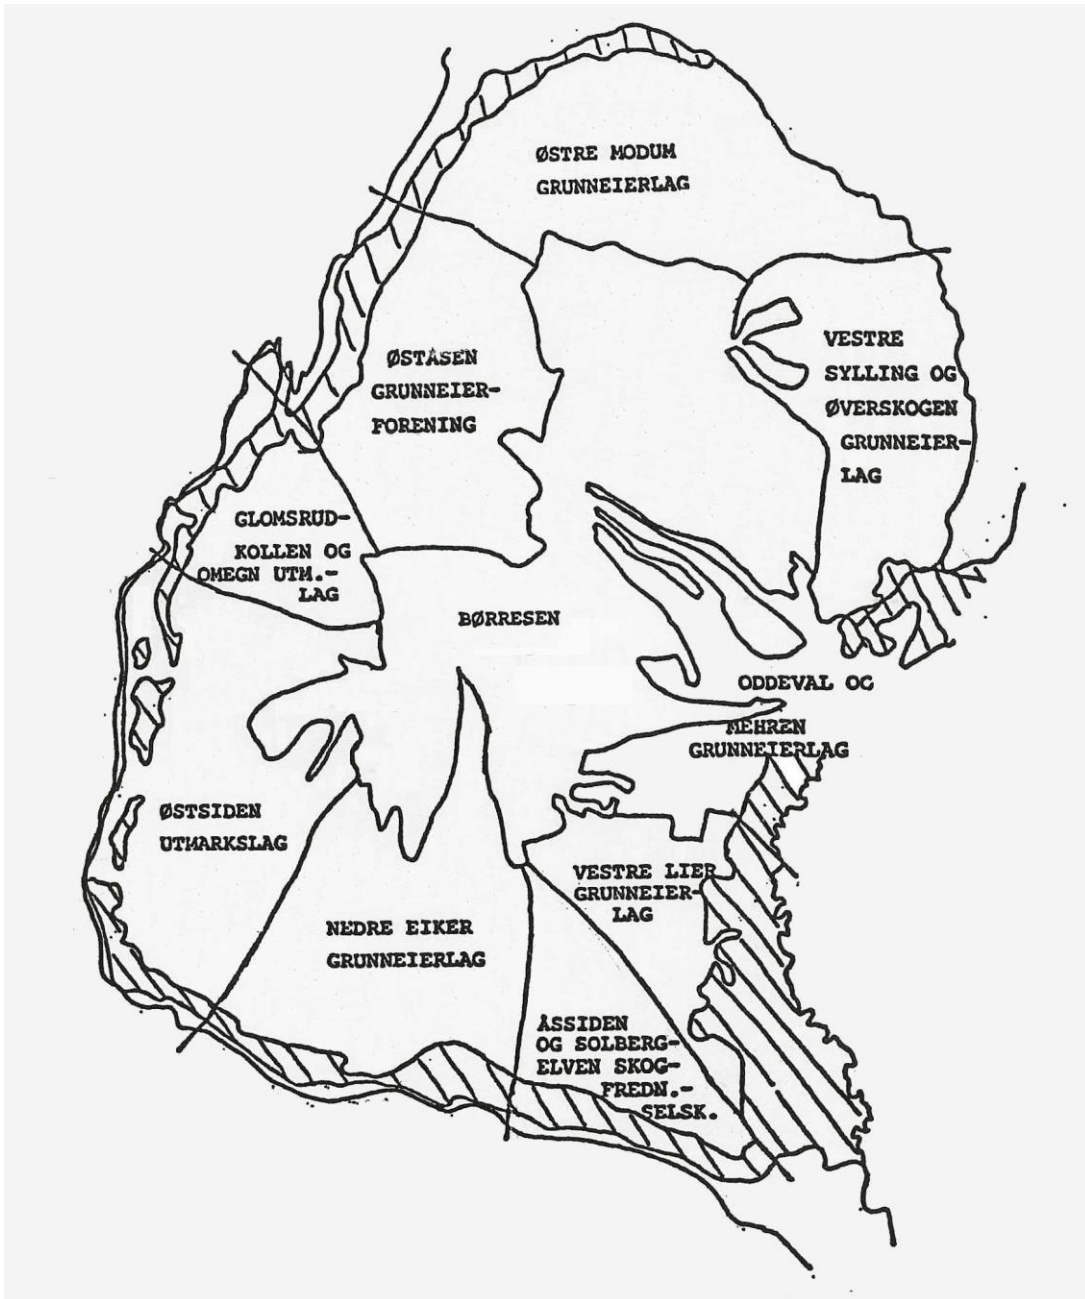 ØSTRE MODUM
GRUNNEIERLAG
VESTRE
SYLLING OG
ØVERSKOGEN
GRUNNEIER-
LAG
ØSTÅSEN
GRUNNEIER-
FORENING
GLOMSRUD-
KOLLEN OG
OMEGN UTM.-
LAG
BØRRESEN
ODDEVAL OG
MEHREN
GRUNNEIERLAG
ØSTSIDEN
UTMARKSLAG
VESTRE LIER
GRUNNEIER-
LAG
NEDRE EIKER
GRUNNEIERLAG
ÅSSIDEN
OG SOLBERG-
ELVEN SKOG-
FREDN.-
SELSK.